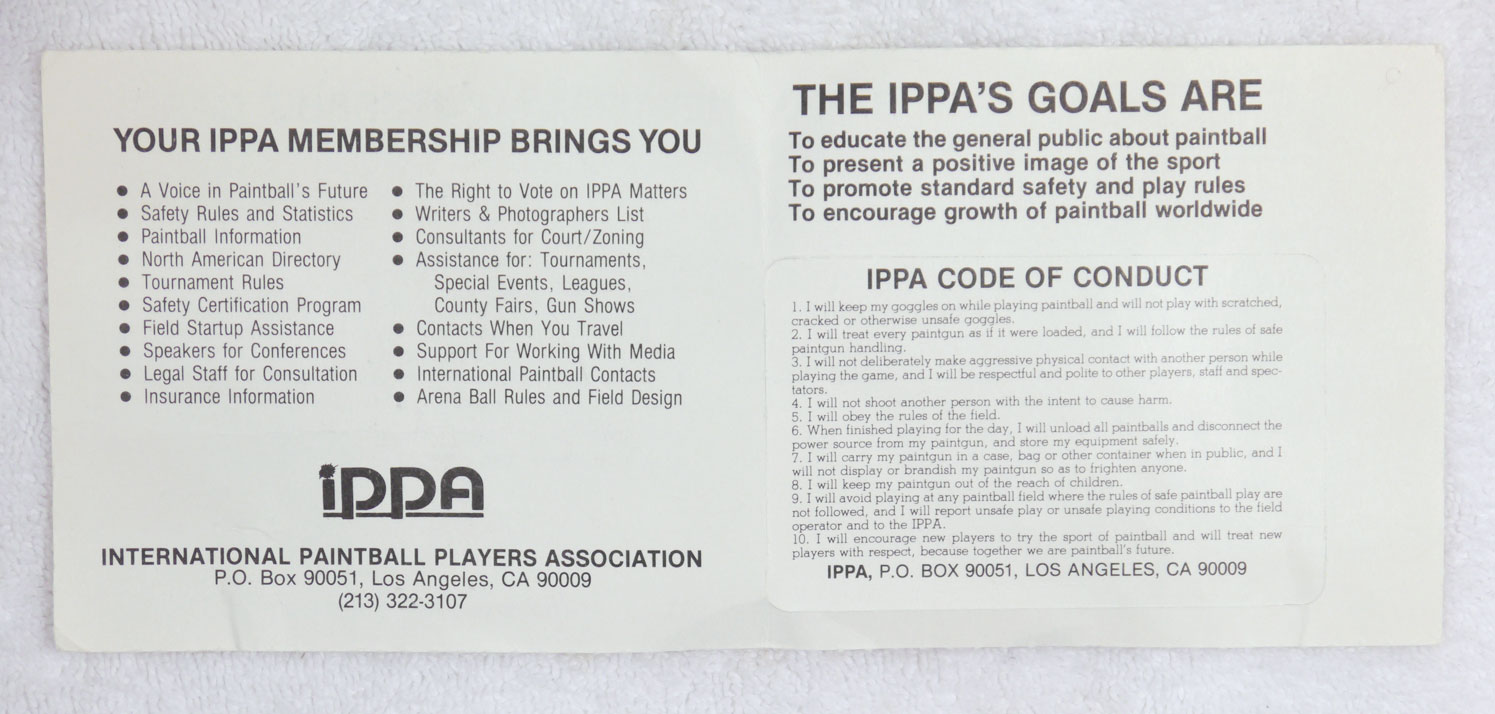 YOUR IPPA MEMBERSHIP BRINGS YOU
● A Voice in Paintball's Future
● Safety Rules and Statistics
● Paintball Information
● North American Directory
● Tournament Rules
● Safety Certification Program
● Field Startup Assistance
● Speakers for Conferences
● Legal Staff for Consultation
● Insurance Information
● The Right to Vote on IPPA Matters
● Writers & Photographers List
● Consultants for Court/Zoning
● Assistance for: Tournaments,
Special Events, Leagues,
County Fairs, Gun Shows
● Contacts When You Travel
● Support For Working With Media
● International Paintball Contacts
● Arena Ball Rules and Field Design
ippa
INTERNATIONAL PAINTBALL PLAYERS ASSOCIATION
P.O. Box 90051, Los Angeles, CA 90009
(213) 322-3107
THE IPPA'S GOALS ARE
To educate the general public about paintball
To present a positive image of the sport
To promote standard safety and play rules
To encourage growth of paintball worldwide
IPPA CODE OF CONDUCT
1. I will keep my goggles on while playing paintball and will not play with scratched,
cracked or otherwise unsafe goggles.
2. I will treat every paintgun as if it were loaded, and I will follow the rules of safe
paintgun handling.
3. I will not deliberately make aggressive physical contact with another person while
playing the game, and I will be respectful and polite to other players, staff and spec-
tators.
4. I will not shoot another person with the intent to cause harm.
5. I will obey the rules of the field.
6. When finished playing for the day, I will unload all paintballs and disconnect the
power source from my paintgun, and store my equipment safely.
7. I will carry my paintgun in a case, bag or other container when in public, and I
will not display or brandish my paintgun so as to frighten anyone.
8. I will keep my paintgun out of the reach of children.
9. I will avoid playing at any paintball field where the rules of safe paintball play are
not followed, and I will report unsafe play or unsafe playing conditions to the field
operator and to the IPPA.
10. I will encourage new players to try the sport of paintball and will treat new
players with respect, because together we are paintball's future.
IPPA, P.O. BOX 90051, LOS ANGELES, CA 90009